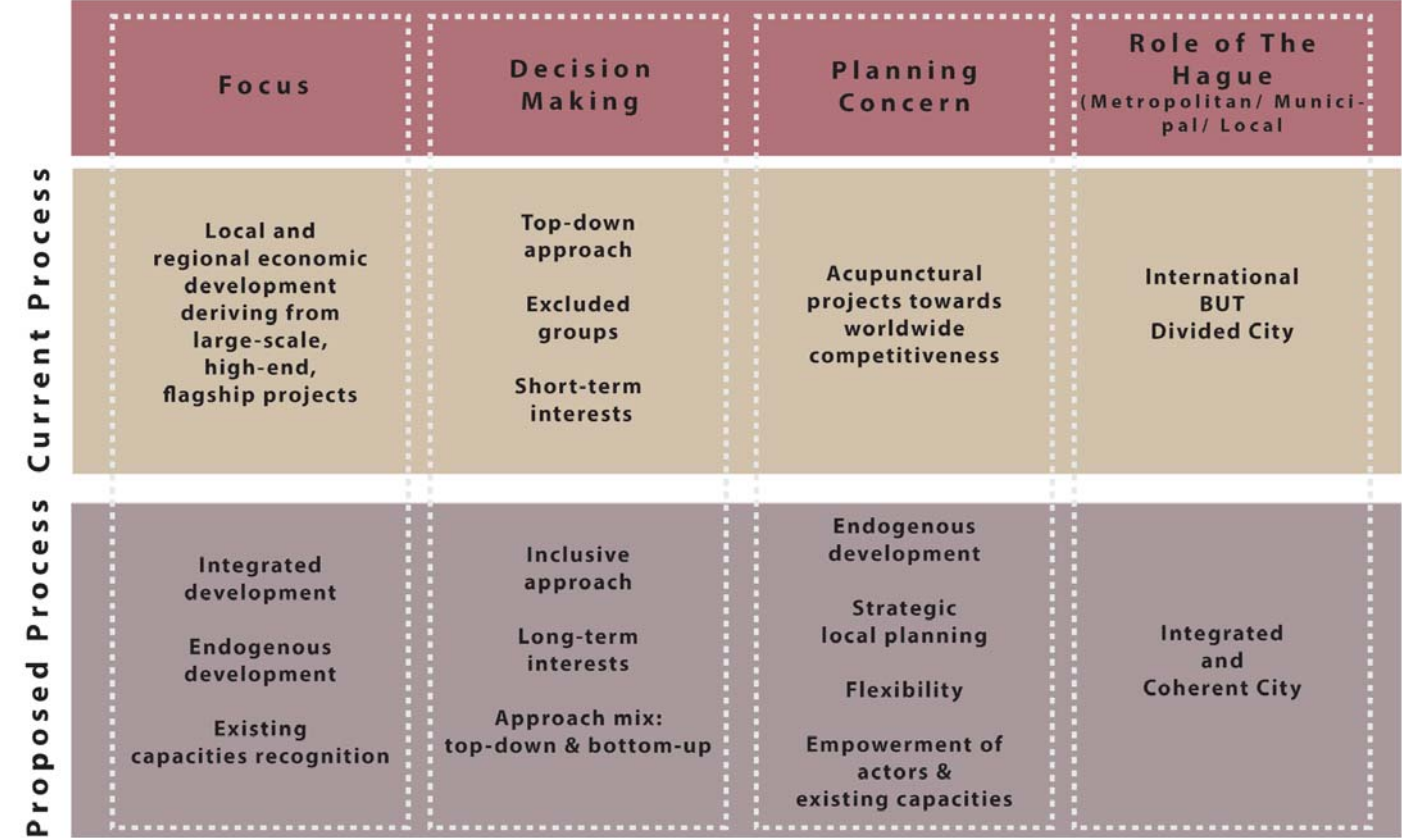 Focus
Decision
Making
Planning
Concern
Role of The
Hague
(Metropolitan/ Munici-
pal/ Local
Current Process
Local and
regional economic
development
deriving from
large-scale,
high-end,
flagship projects
Top-down
approach
Excluded
groups
Short-term
interests
Acupunctural
projects towards
worldwide
competitiveness
International
BUT
Divided City
Proposed Process
Integrated
development
Endogenous
development
Existing
capacities recognition
Inclusive
approach
Long-term
interests
Approach mix:
top-down & bottom-up
Endogenous
development
Strategic
local planning
Flexibility
Empowerment of
actors &
existing capacities
Integrated
and
Coherent City